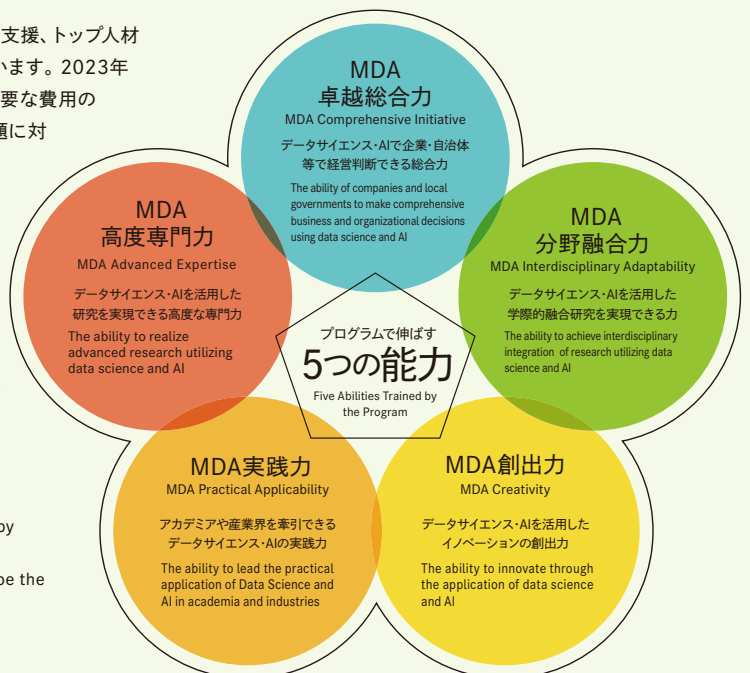 支援、トップ人材
います。2023年
要な費用の
題に対
MDA
卓越総合力
MDA Comprehensive Initiative
データサイエンス・AIで企業・自治体
等で経営判断できる総合力
The ability of companies and local
governments to make comprehensive
business and organizational decisions
using data science and AI
MDA
高度専門力
MDA Advanced Expertise
データサイエンス・AIを活用した
研究を実現できる高度な専門力
The ability to realize
advanced research utilizing
data science and AI
MDA
分野融合力
MDA Interdisciplinary Adaptability
データサイエンス・AIを活用した
学際的融合研究を実現できる力
The ability to achieve interdisciplinary
integration of research utilizing data
science and AI
プログラムで伸ばす
5つの能力
Five Abilities Trained by
the Program
MDA実践力
MDA Practical Applicability
アカデミアや産業界を牽引できる
データサイエンス・AIの実践力
The ability to lead the practical
application of Data Science and
AI in academia and industries
MDA創出力
MDA Creativity
データサイエンス・AIを活用した
イノベーションの創出力
The ability to innovate through
the application of data science
and AI
by
be the